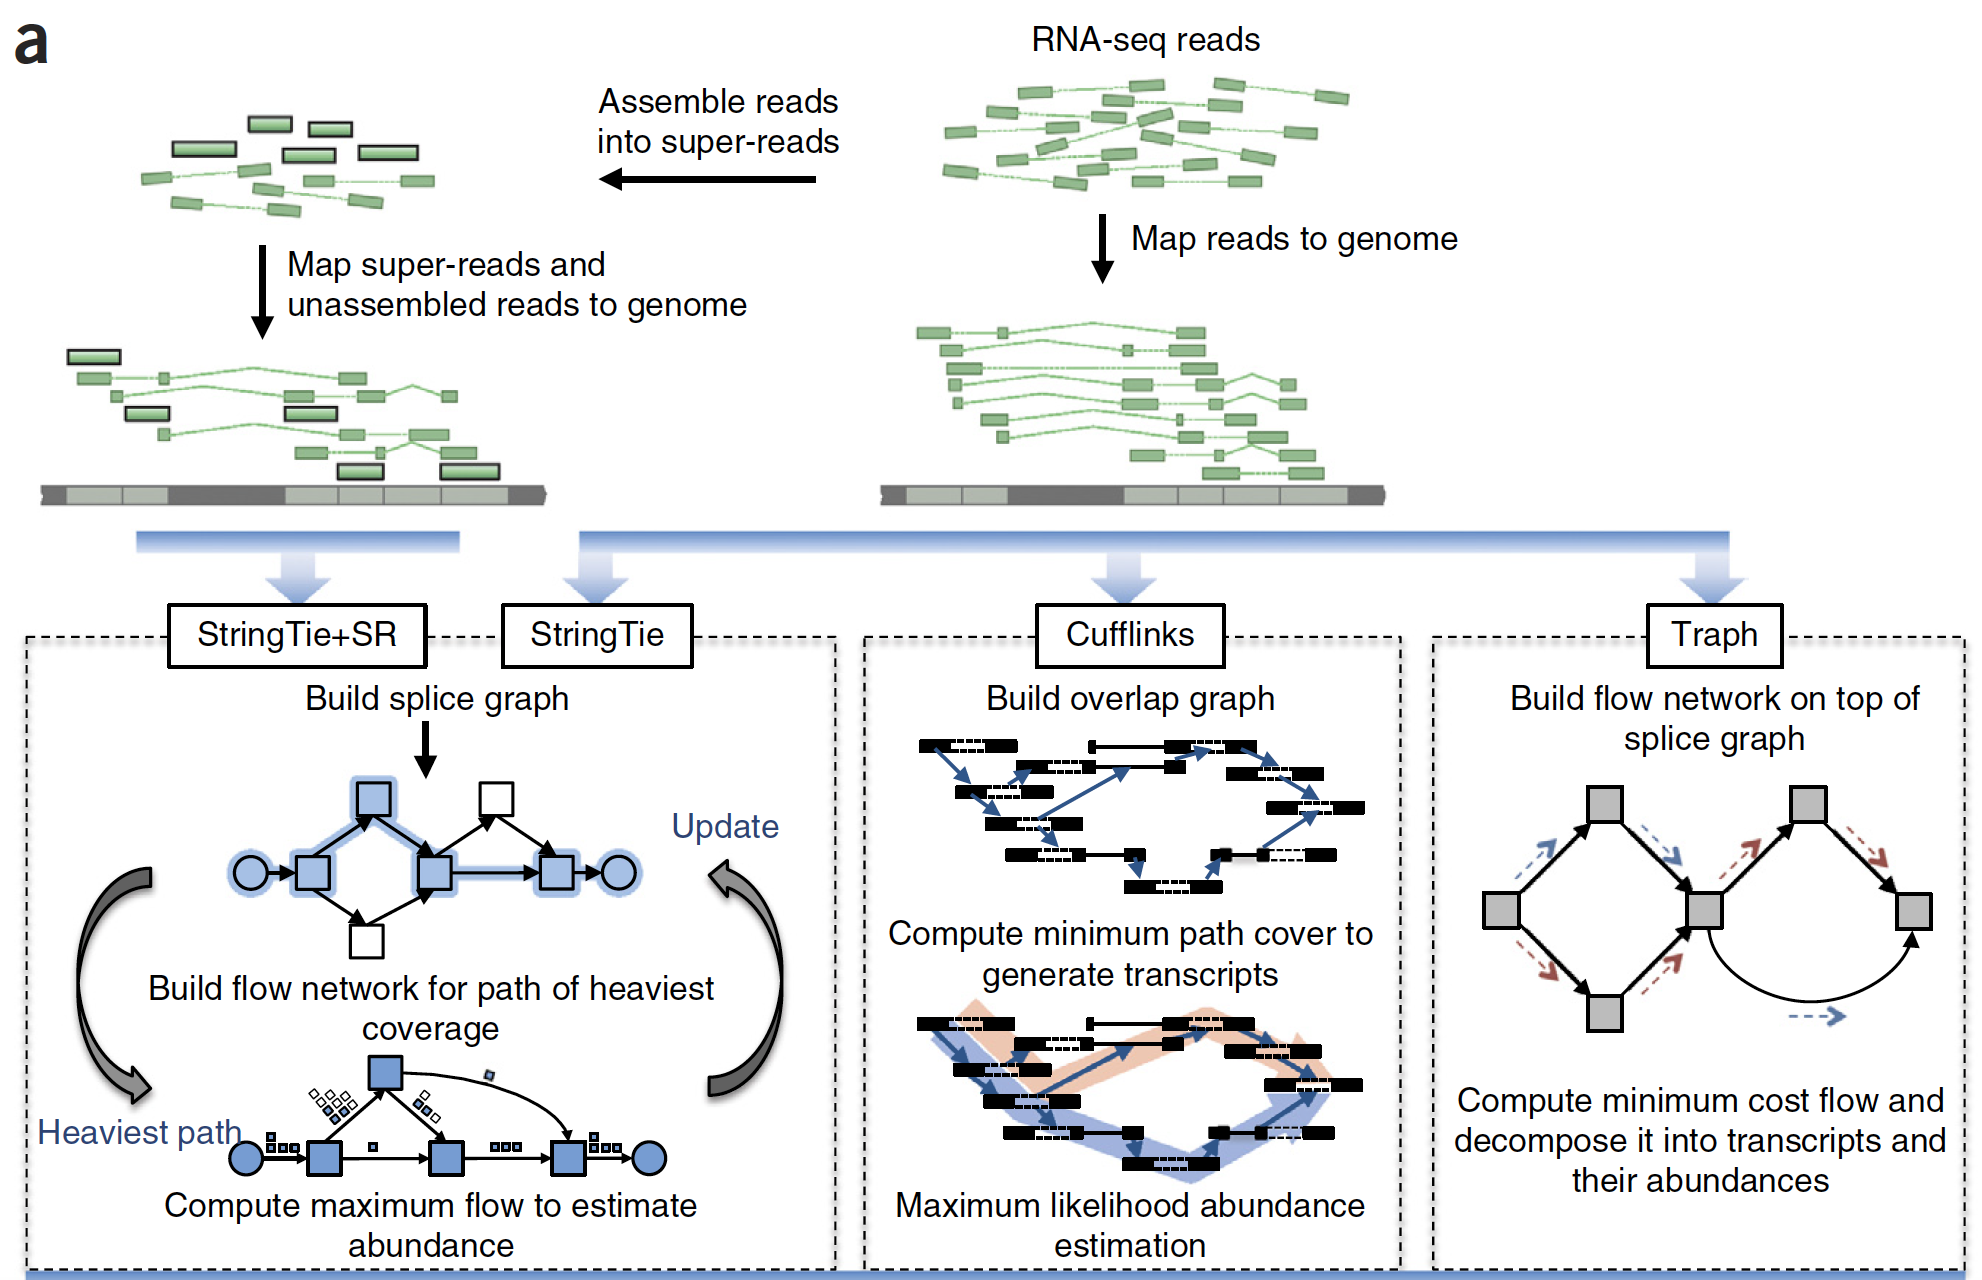 a
RNA-seq reads
Assemble reads
into super-reads
Map reads to genome
Map super-reads and
unassembled reads to genome
StringTie+SR
StringTie
Cufflinks
Traph
Build splice graph
Update
Build flow network for path of heaviest
coverage
Heaviest path
Compute maximum flow to estimate
abundance
Build overlap graph
Compute minimum path cover to
generate transcripts
Maximum likelihood abundance
estimation
Build flow network on top of
splice graph
Compute minimum cost flow and
decompose it into transcripts and
their abundances